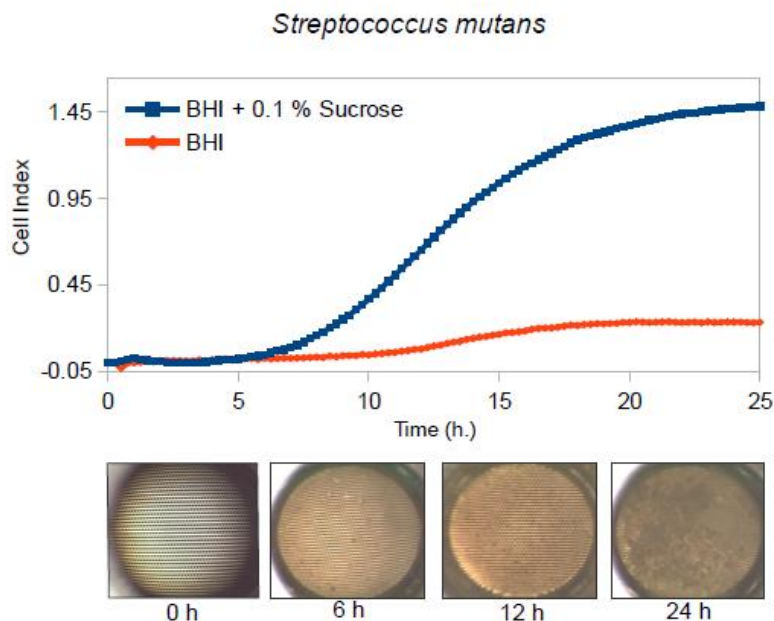 Streptococcus mutans
1.45
0.95
0.45
-0.05
Cell Index
BHI + 0.1 % Sucrose
BHI
0 5 10 15 20 25
Time (h.)
0 h 6 h 12 h 24 h